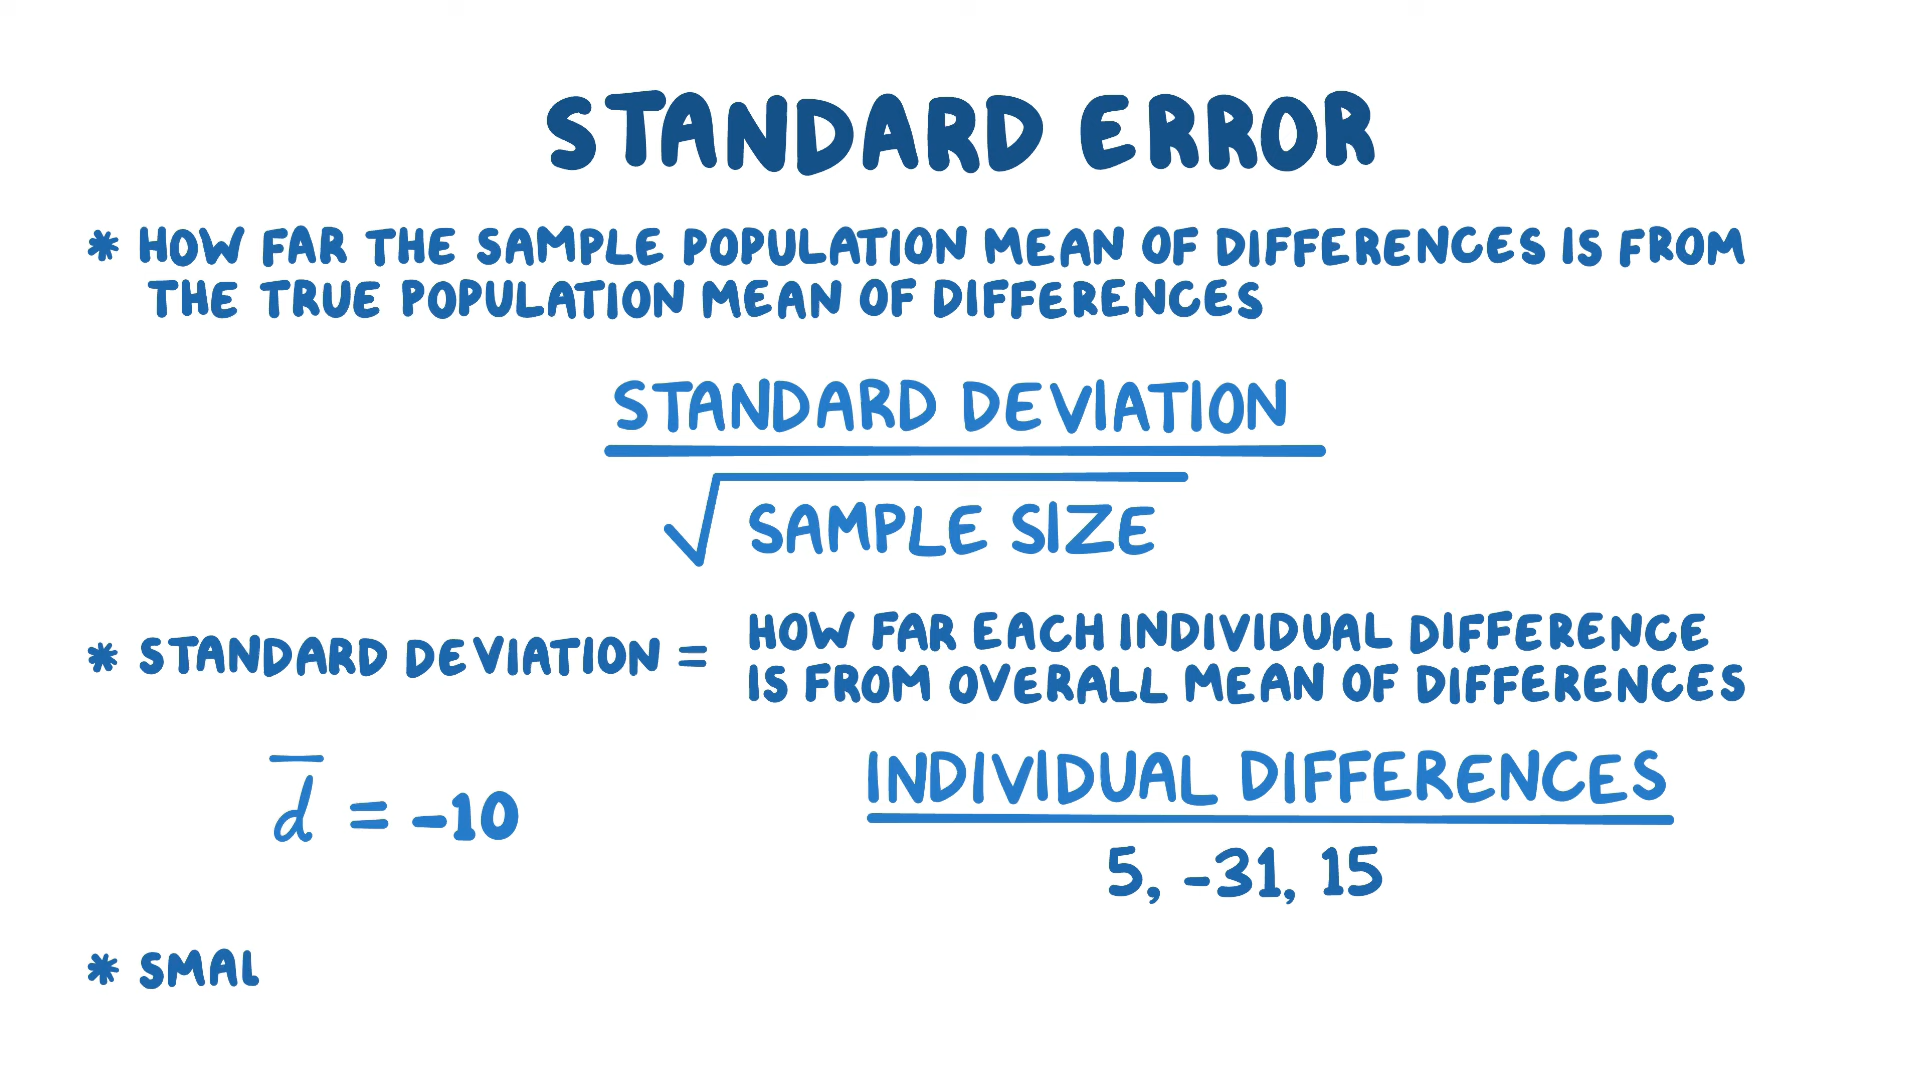 STANDARD ERROR
* HOW FAR THE SAMPLE POPULATION MEAN OF DIFFERENCES IS FROM
THE TRUE POPULATION MEAN OF DIFFERENCES
STANDARD DEVIATION
√ SAMPLE SIZE
* STANDARD DEVIATION = HOW FAR EACH INDIVIDUAL DIFFERENCE
IS FROM OVERALL MEAN OF DIFFERENCES
d̅ = -10
INDIVIDUAL DIFFERENCES
5, -31, 15
* SMAL